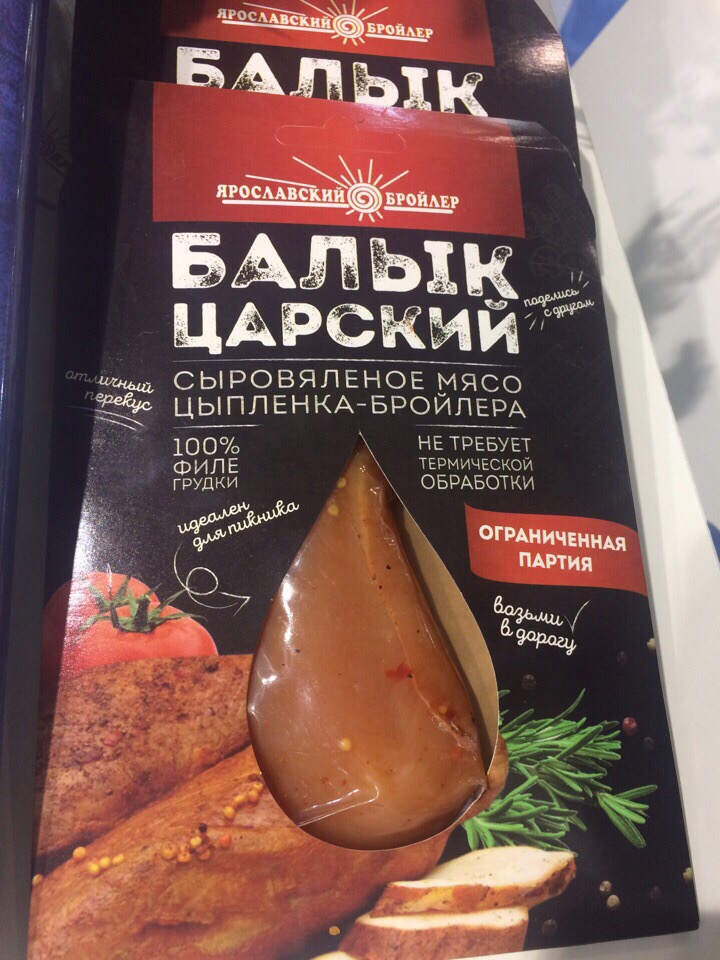 ЯРОСЛАВСКИЙ БРОЙЛЕР
БАЛЫК
ЯРОСЛАВСКИЙ БРОЙЛЕР
БАЛЫК
ЦАРСКИЙ
поделись
с другом
отличный
перекус
СЫРОВЯЛЕНОЕ МЯСО
ЦЫПЛЕНКА-БРОЙЛЕРА
100%
ФИЛЕ
ГРУДКИ
НЕ ТРЕБУЕТ
ТЕРМИЧЕСКОЙ
ОБРАБОТКИ
идеален
для пикника
ОГРАНИЧЕННАЯ
ПАРТИЯ
возьми
в дорогу